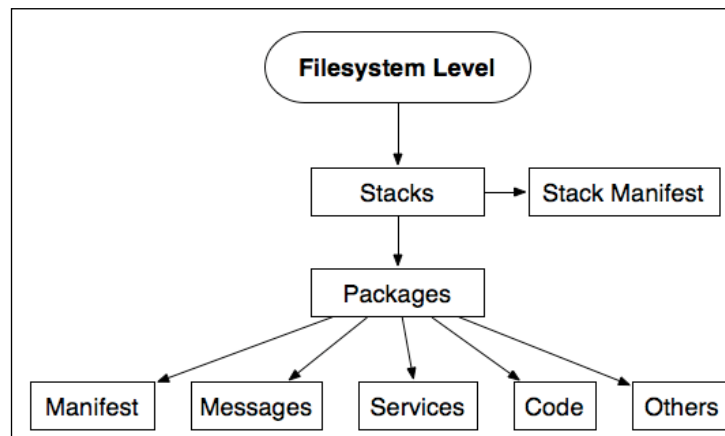 Filesystem Level
Stacks
Stack Manifest
Packages
Manifest
Messages
Services
Code
Others